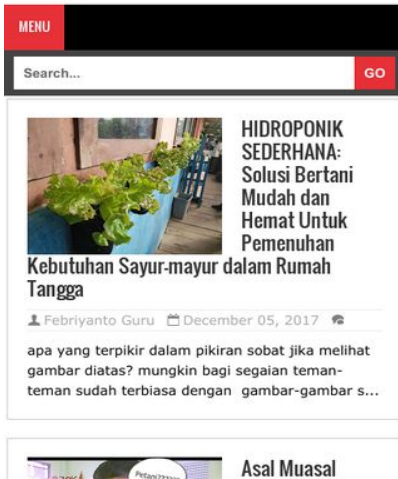 MENU
Search...
GO
HIDROPONIK
SEDERHANA:
Solusi Bertani
Mudah dan
Hemat Untuk
Pemenuhan
Kebutuhan Sayur-mayur dalam Rumah
Tangga
Febriyanto Guru December 05, 2017
apa yang terpikir dalam pikiran sobat jika melihat
gambar diatas? mungkin bagi segaian teman-
teman sudah terbiasa dengan gambar-gambar s...
Asal Muasal